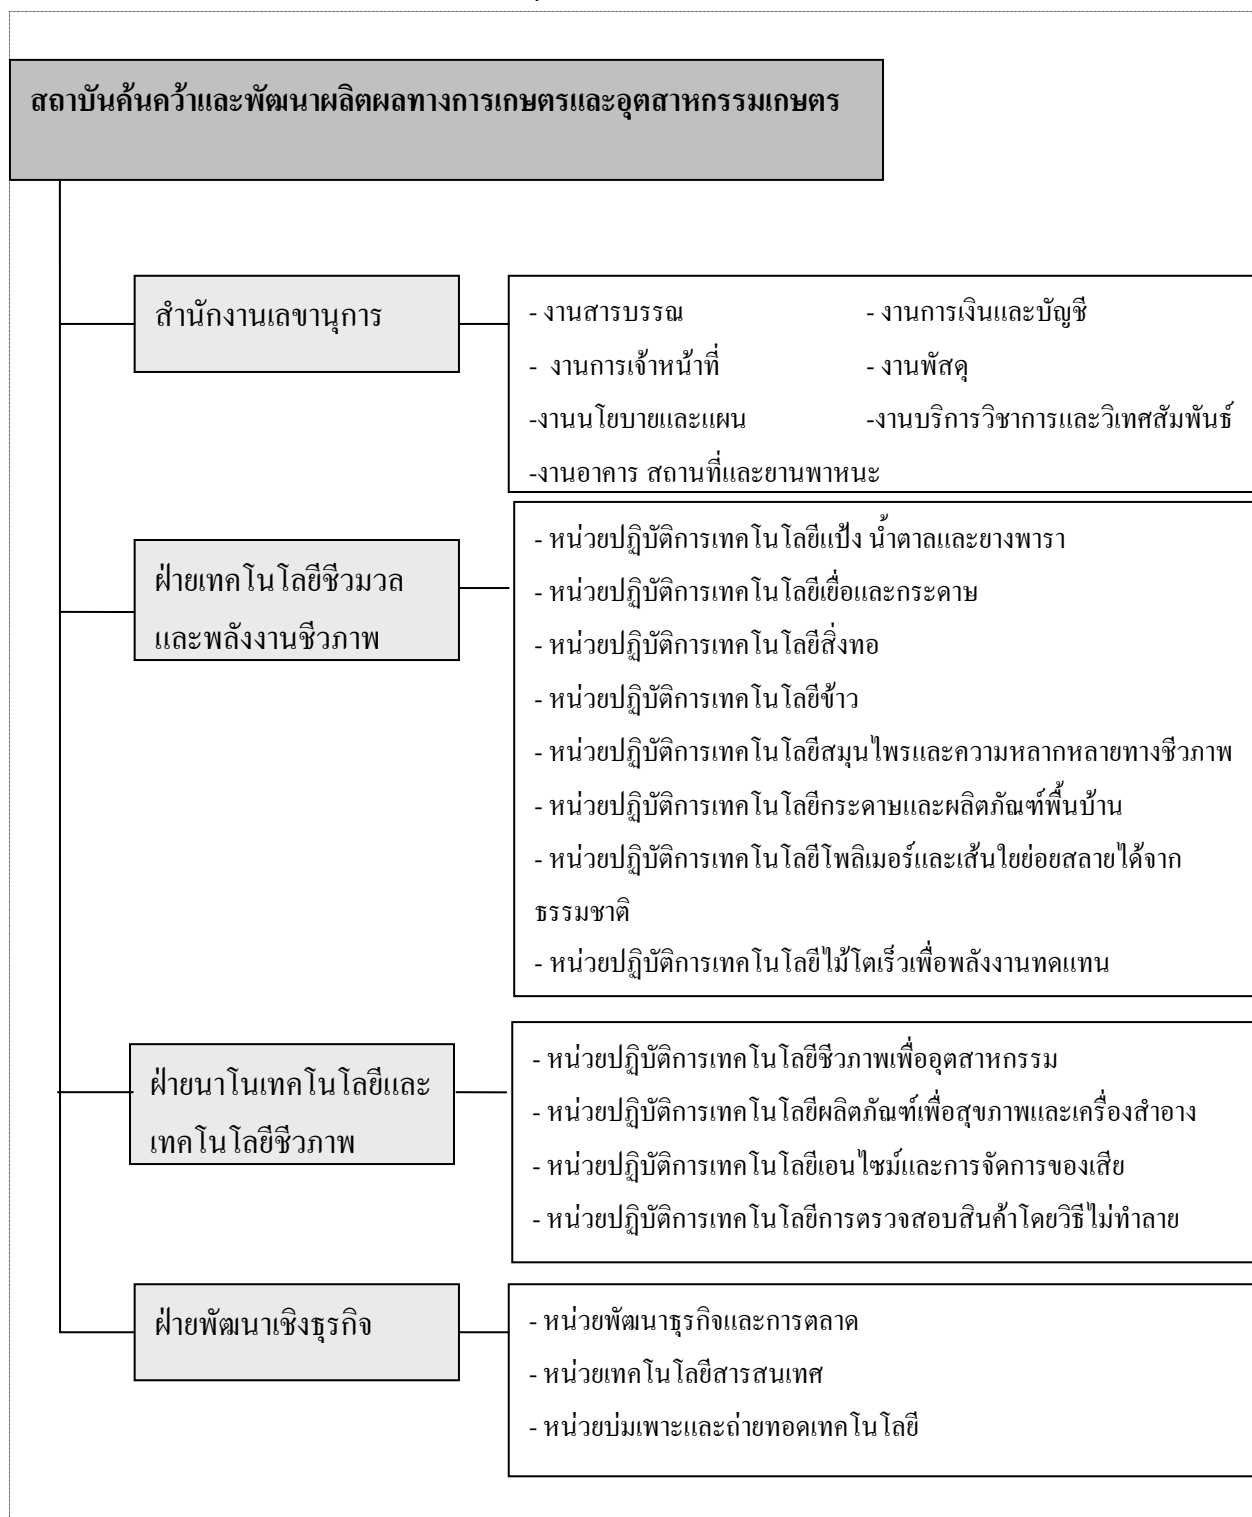 สถาบันค้นคว้าและพัฒนาผลิตผลทางการเกษตรและอุตสาหกรรมเกษตร
สำนักงานเลขานุการ
- งานสารบรรณ - งานการเงินและบัญชี
- งานการเจ้าหน้าที่ - งานพัสดุ
-งานนโยบายและแผน -งานบริการวิชาการและวิเทศสัมพันธ์
-งานอาคาร สถานที่และยานพาหนะ
ฝ่ายเทคโนโลยีชีวมวล
และพลังงานชีวภาพ
- หน่วยปฏิบัติการเทคโนโลยีแป้ง น้ำตาลและยางพารา
- หน่วยปฏิบัติการเทคโนโลยีเยื่อและกระดาษ
- หน่วยปฏิบัติการเทคโนโลยีสิ่งทอ
- หน่วยปฏิบัติการเทคโนโลยีข้าว
- หน่วยปฏิบัติการเทคโนโลยีสมุนไพรและความหลากหลายทางชีวภาพ
- หน่วยปฏิบัติการเทคโนโลยีกระดาษและผลิตภัณฑ์พื้นบ้าน
- หน่วยปฏิบัติการเทคโนโลยีโพลิเมอร์และเส้นใยย่อยสลายได้จาก
ธรรมชาติ
- หน่วยปฏิบัติการเทคโนโลยีไม้โตเร็วเพื่อพลังงานทดแทน
ฝ่ายนาโนเทคโนโลยีและ
เทคโนโลยีชีวภาพ
- หน่วยปฏิบัติการเทคโนโลยีชีวภาพเพื่ออุตสาหกรรม
- หน่วยปฏิบัติการเทคโนโลยีผลิตภัณฑ์เพื่อสุขภาพและเครื่องสำอาง
- หน่วยปฏิบัติการเทคโนโลยีเอนไซม์และการจัดการของเสีย
- หน่วยปฏิบัติการเทคโนโลยีการตรวจสอบสินค้าโดยวิธีไม่ทำลาย
ฝ่ายพัฒนาเชิงธุรกิจ
- หน่วยพัฒนาธุรกิจและการตลาด
- หน่วยเทคโนโลยีสารสนเทศ
- หน่วยบ่มเพาะและถ่ายทอดเทคโนโลยี